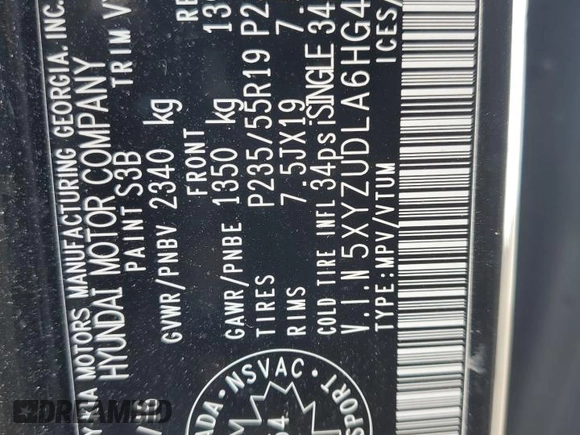 MOTORS MANUFACTURING GEORGIA, INC.
HYUNDAI MOTOR COMPANY
PAINT S3B TRIM
GVWR/PNBV 2340 kg
FRONT
GAWR/PNBE 1350 kg
TIRES P235/55R19
RIMS 7.5JX19
COLD TIRE INFL 34psi SINGLE 34
V.I.N 5XYZUDLA6HG4
TYPE:MPV/VTUM ICES/
NSVAC
DREAMBID